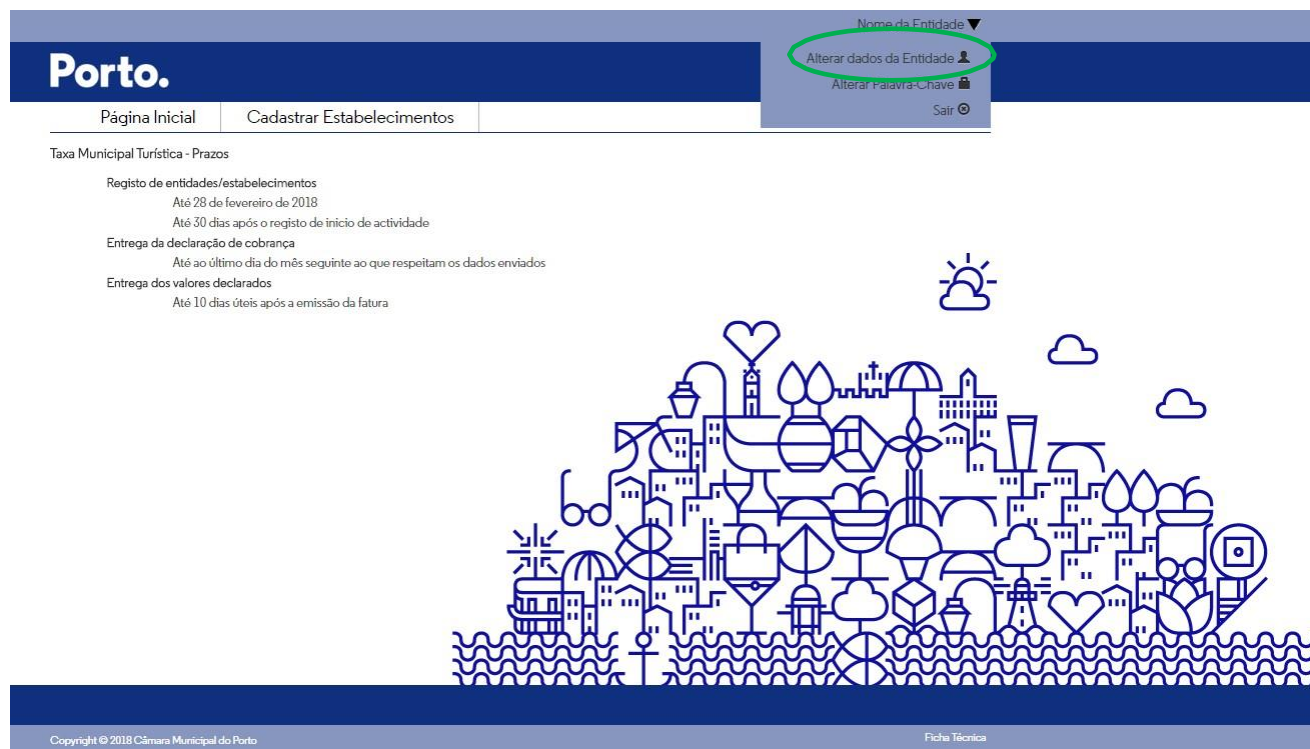 Nome da Entidade
Alterar dados da Entidade
Alterar Palavra-Chave
Sair
Porto.
Página Inicial
Cadastrar Estabelecimentos
Taxa Municipal Turística - Prazos
Registo de entidades/estabelecimentos
Até 28 de fevereiro de 2018
Até 30 dias após o registo de inicio de actividade
Entrega da declaração de cobrança
Até ao último dia do mês seguinte ao que respeitam os dados enviados
Entrega dos valores declarados
Até 10 dias úteis após a emissão da fatura
Copyright © 2018 Câmara Municipal do Porto
Ficha Técnica